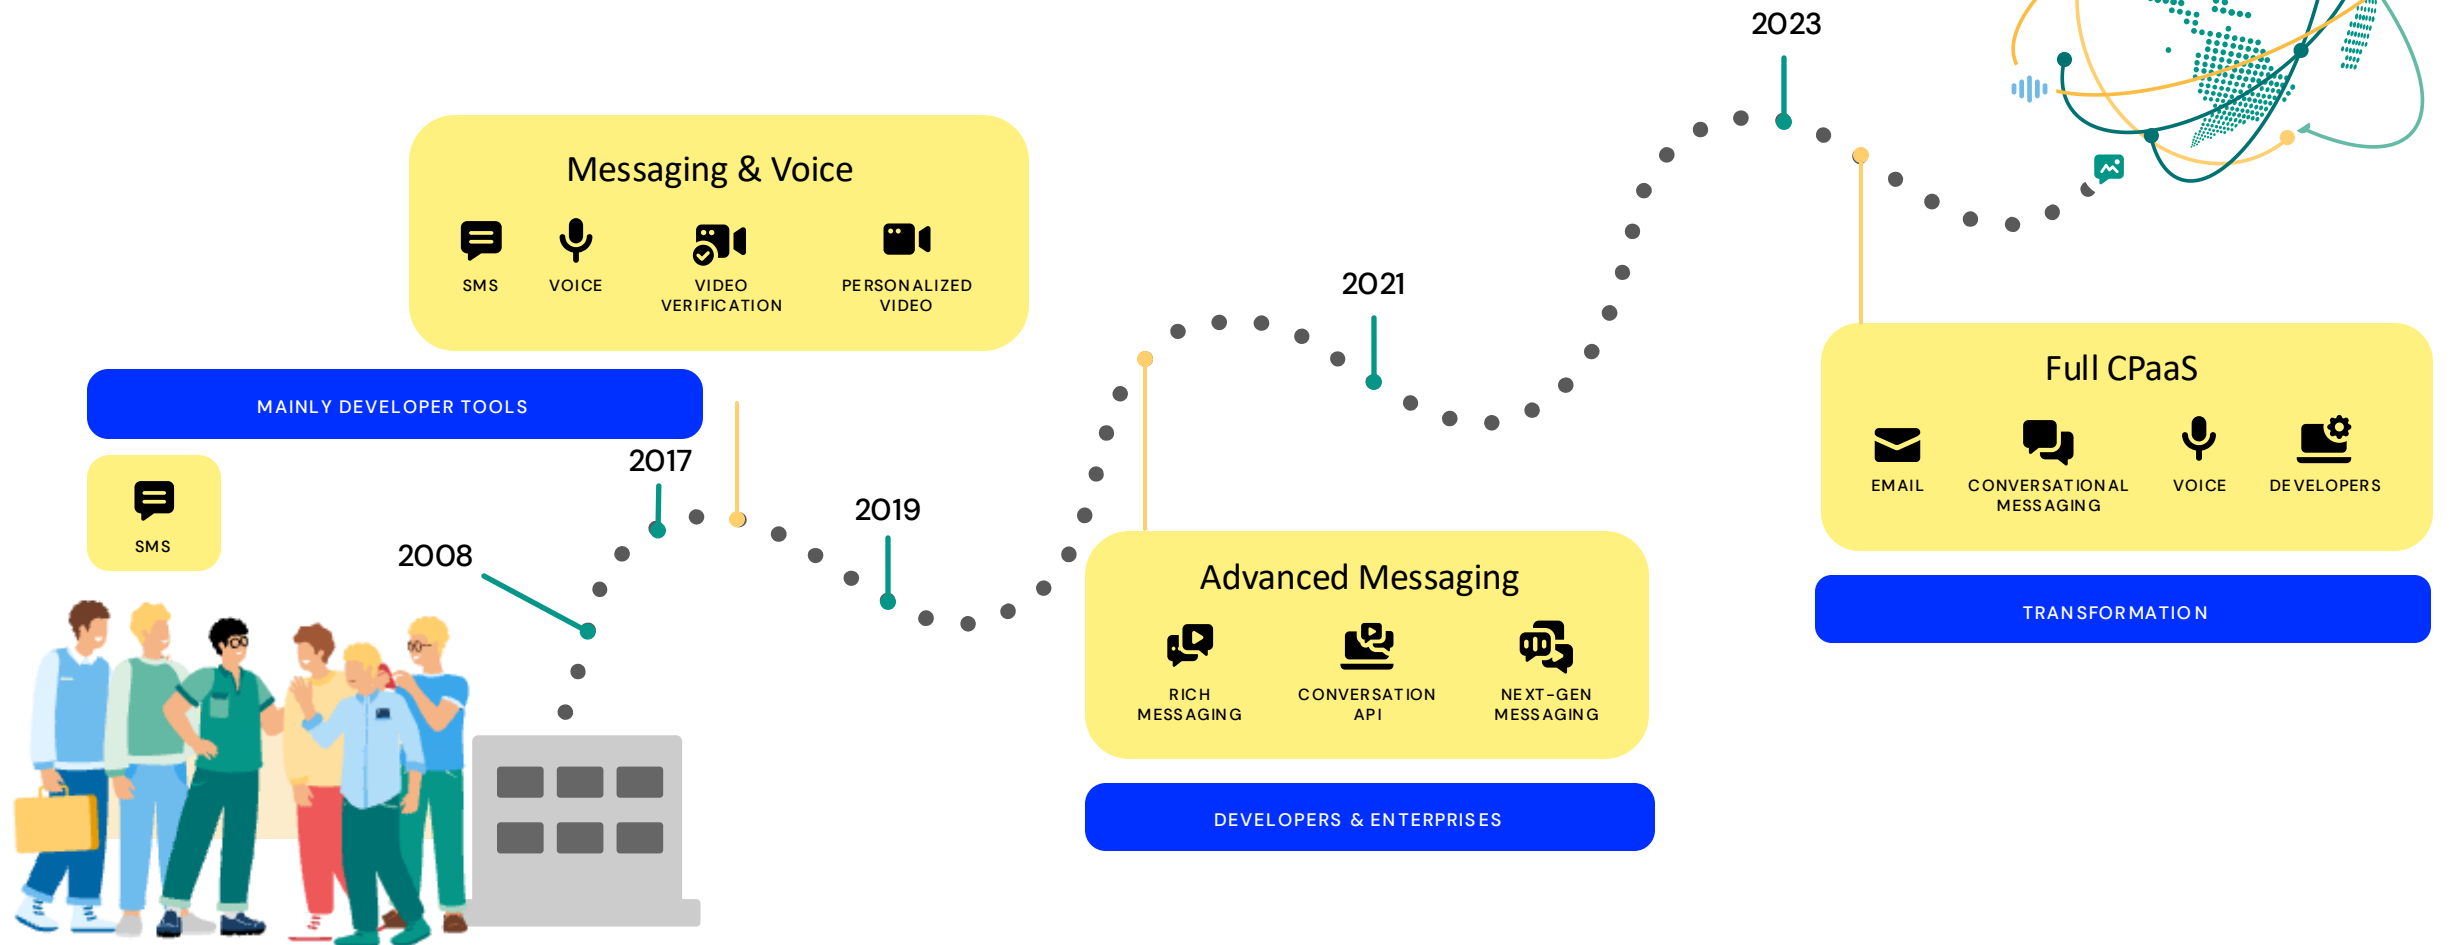 2023
Messaging & Voice
SMS
VOICE
VIDEO
VERIFICATION
PERSONALIZED
VIDEO
2021
Full CPaaS
EMAIL
CONVERSATIONAL
MESSAGING
VOICE
DEVELOPERS
TRANSFORMATION
MAINLY DEVELOPER TOOLS
2017
SMS
2008
2019
Advanced Messaging
RICH
MESSAGING
CONVERSATION
API
NEXT-GEN
MESSAGING
DEVELOPERS & ENTERPRISES